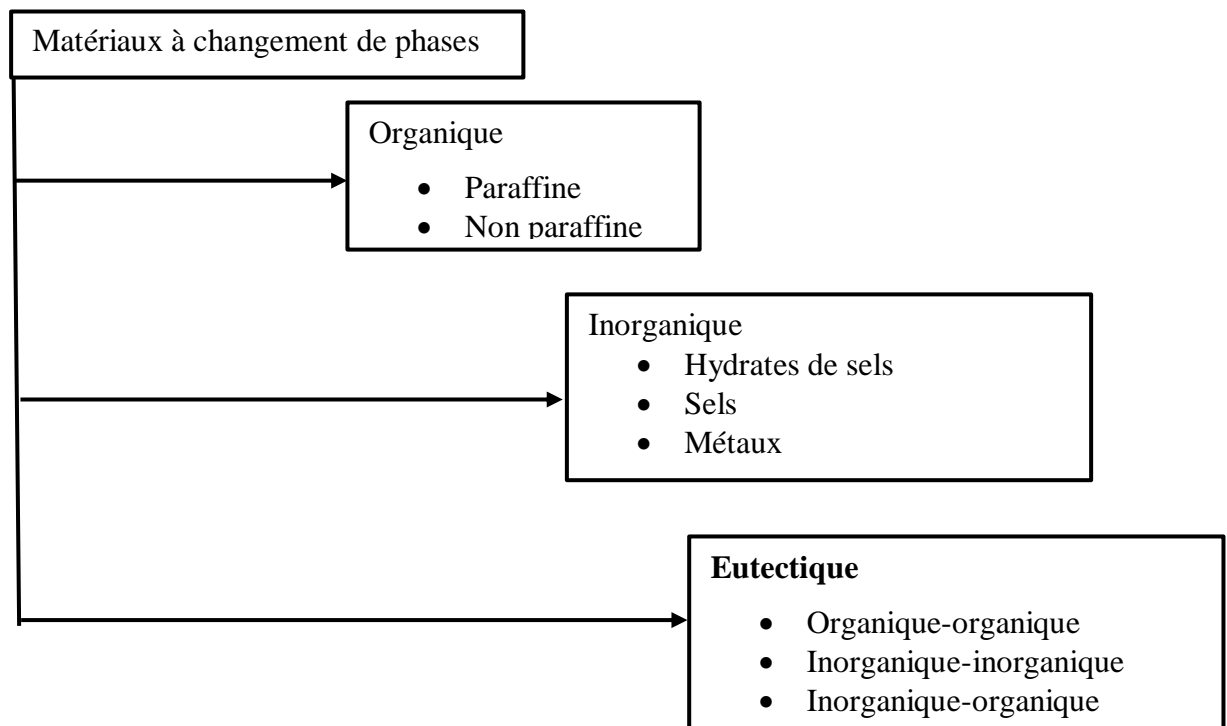 Matériaux à changement de phases
Organique
• Paraffine
• Non paraffine
Inorganique
• Hydrates de sels
• Sels
• Métaux
Eutectique
• Organique-organique
• Inorganique-inorganique
• Inorganique-organique